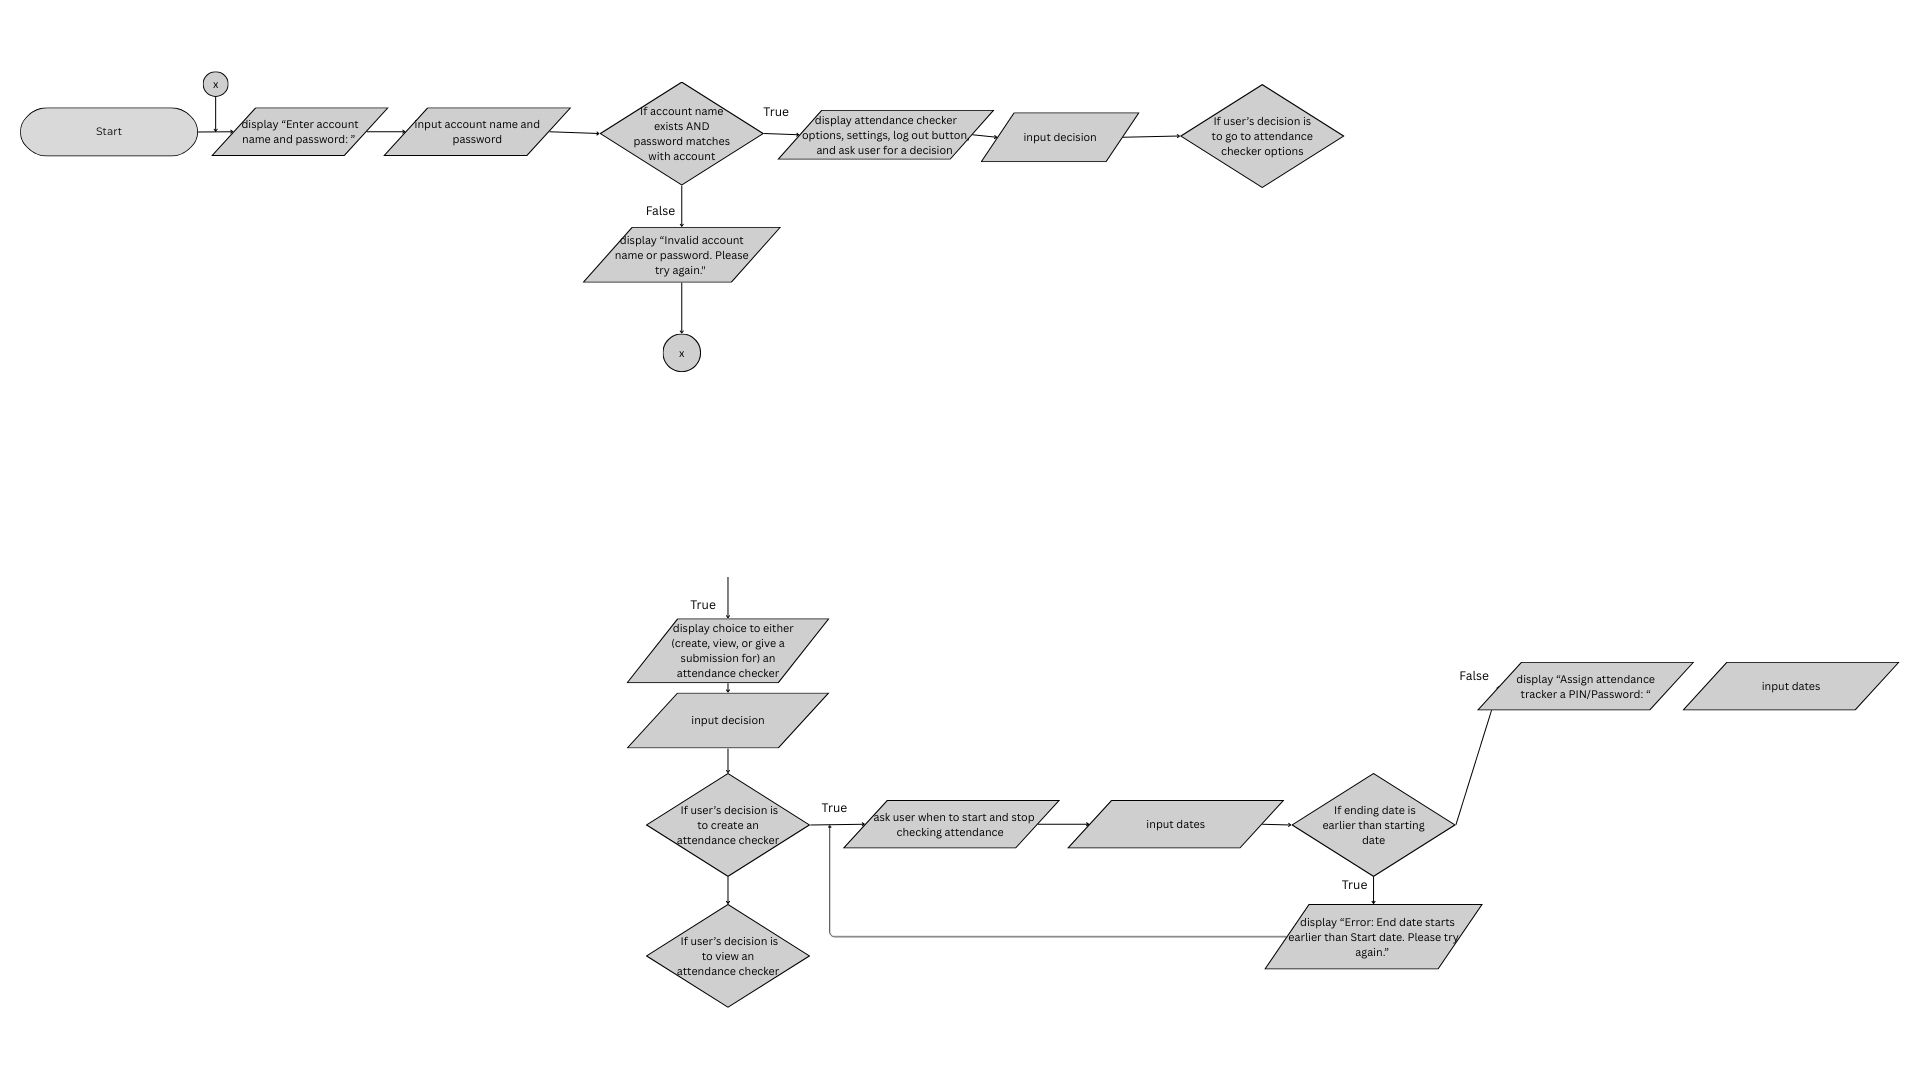 x
Start
display “Enter account
name and password: ”
input account name and
password
If account name
exists AND
password matches
with account
True
display attendance checker
options, settings, log out button
and ask user for a decision
input decision
If user’s decision is
to go to attendance
checker options
False
display “Invalid account
name or password. Please
try again."
x
True
display choice to either
(create, view, or give a
submission for) an
attendance checker
input decision
If user’s decision is
to create an
attendance checker
True
ask user when to start and stop
checking attendance
input dates
If ending date is
earlier than starting
date
False
display “Assign attendance
tracker a PIN/Password: “
input dates
True
display “Error: End date starts
earlier than Start date. Please try
again.”
If user’s decision is
to view an
attendance checker